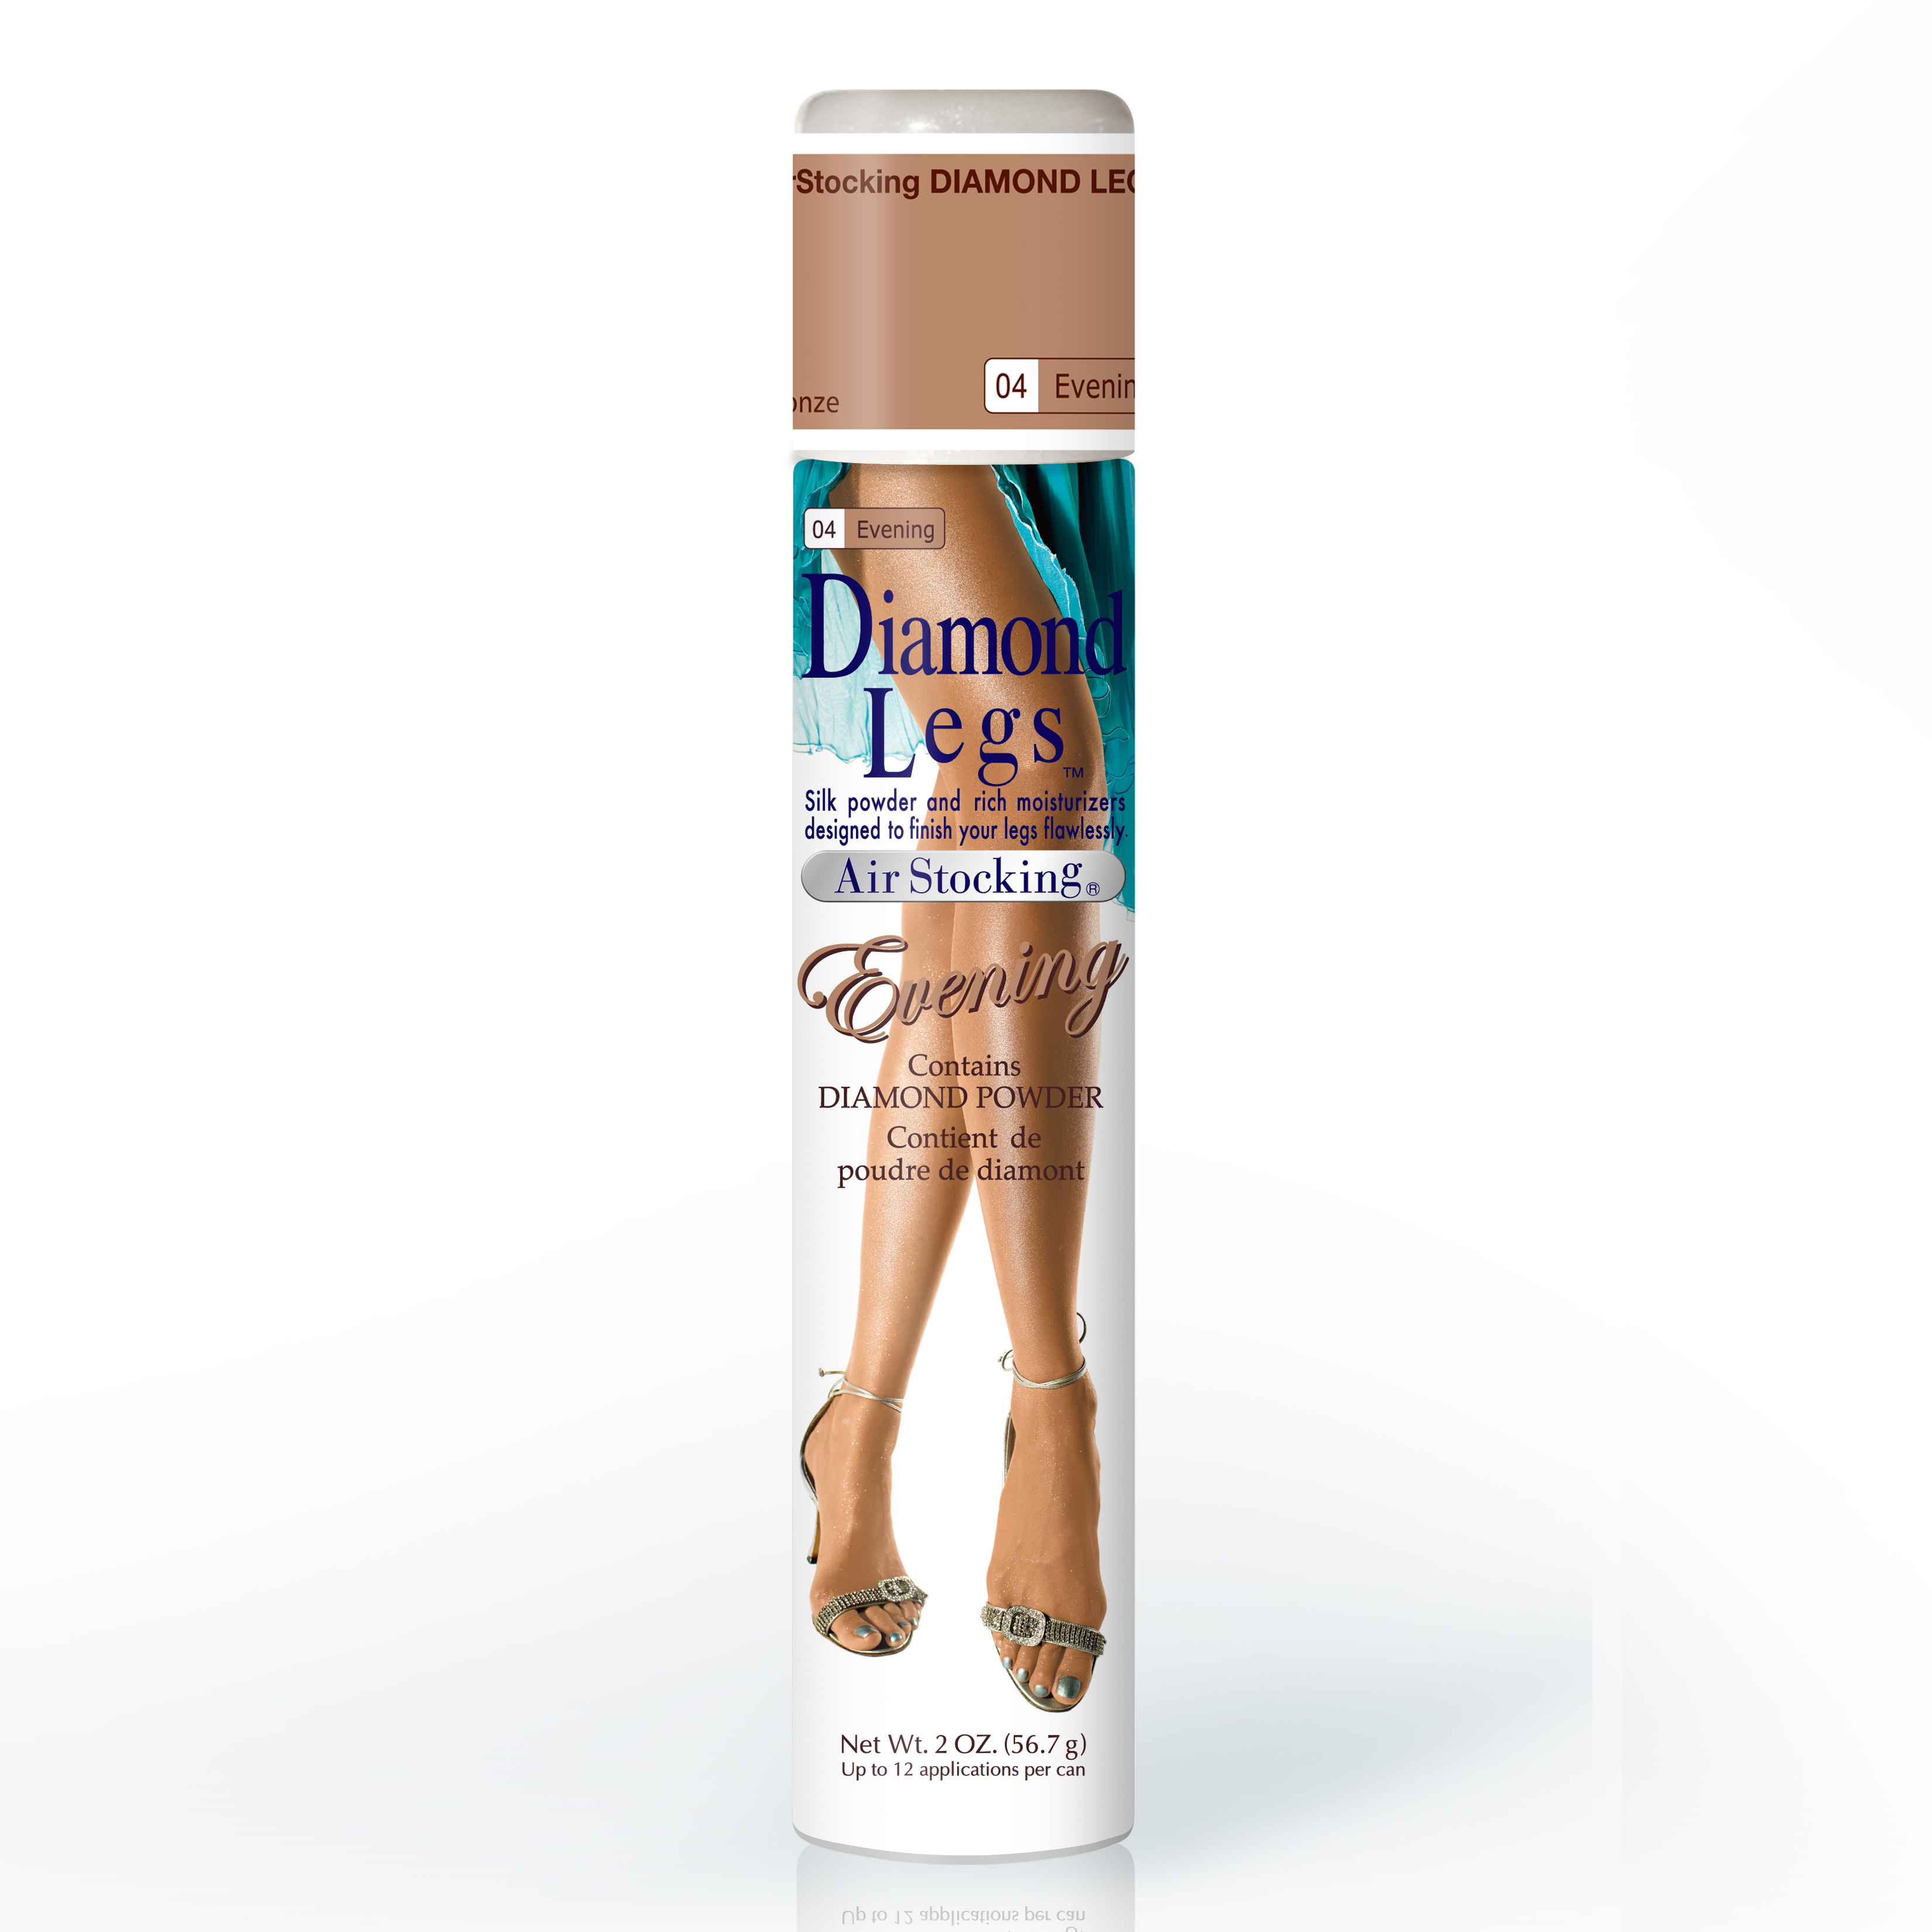 rStocking DIAMOND LEG
onze
04 Evenin
04 Evening
Diamond
Legs™
Silk powder and rich moisturizers
designed to finish your legs flawlessly.
Air Stocking®
Evening
Contains
DIAMOND POWDER
Contient de
poudre de diamont
Net Wt. 2 OZ. (56.7 g)
Up to 12 applications per can